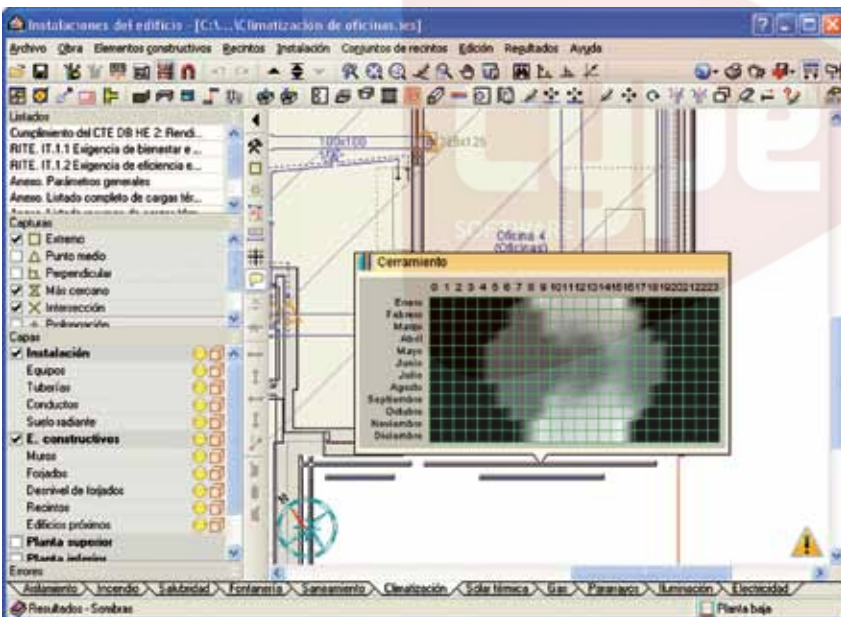 Instalaciones del edificio - [C:\...\Climatización de oficinas.ies]
Archivo Obra Elementos constructivos Recintos Instalación Conjuntos de recintos Edición Resultados Ayuda
Listados
Cumplimiento del CTE DB HE 2: Rendi...
RITE. IT.1.1 Exigencia de bienestar e ...
RITE. IT.1.2 Exigencia de eficiencia e...
Anexo. Parámetros generales
Anexo. Listado completo de cargas tér...
Capturas
Extremo
Punto medio
Perpendicular
Más cercano
Intersección
Prolongación
Capas
Instalación
Equipos
Tuberías
Conductos
Suelo radiante
E. constructivos
Muros
Forjados
Desnivel de forjados
Recintos
Edificios próximos
Planta superior
Planta inferior
Errores
100x100
Oficina 4
(Oficinas)
cype
SOFTWARE
Cerramiento
0 1 2 3 4 5 6 7 8 9 10 11 12 13 14 15 16 17 18 19 20 21 22 23
Enero
Febrero
Marzo
Abril
Mayo
Junio
Julio
Agosto
Septiembre
Octubre
Noviembre
Diciembre
Aislamiento Incendio Salubridad Fontanería Saneamiento Climatización Solar térmica Gas Pararrayos Iluminación Electricidad
Resultados - Sombras
Planta baja